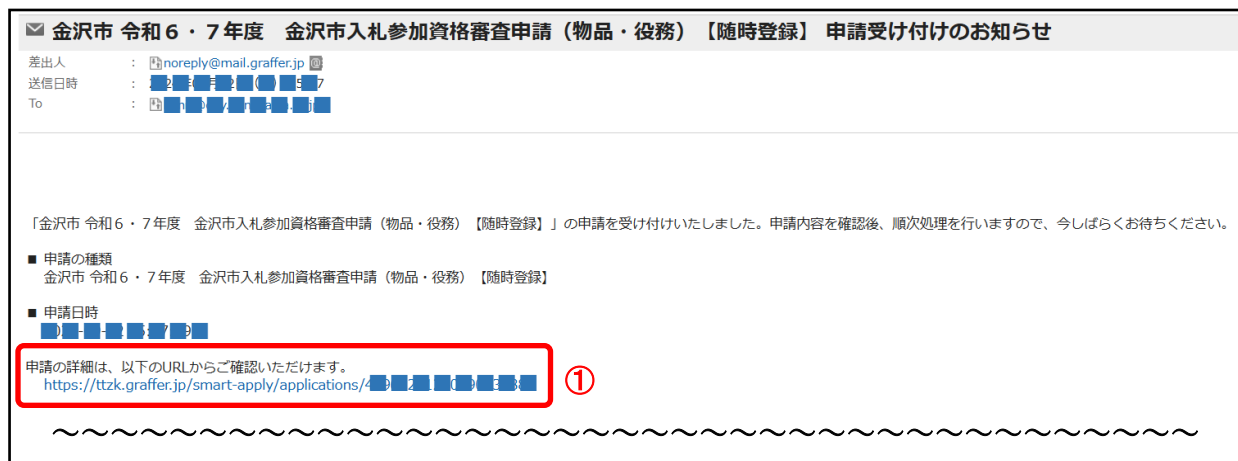 金沢市 令和６・７年度　金沢市入札参加資格審査申請（物品・役務）【随時登録】 申請受け付けのお知らせ
差出人 : noreply@mail.graffer.jp
送信日時 :
To :
「金沢市 令和６・７年度　金沢市入札参加資格審査申請（物品・役務）【随時登録】」の申請を受け付けいたしました。申請内容を確認後、順次処理を行いますので、今しばらくお待ちください。
■ 申請の種類
金沢市 令和６・７年度　金沢市入札参加資格審査申請（物品・役務）【随時登録】
■ 申請日時
申請の詳細は、以下のURLからご確認いただけます。
https://ttzk.graffer.jp/smart-apply/applications/
①